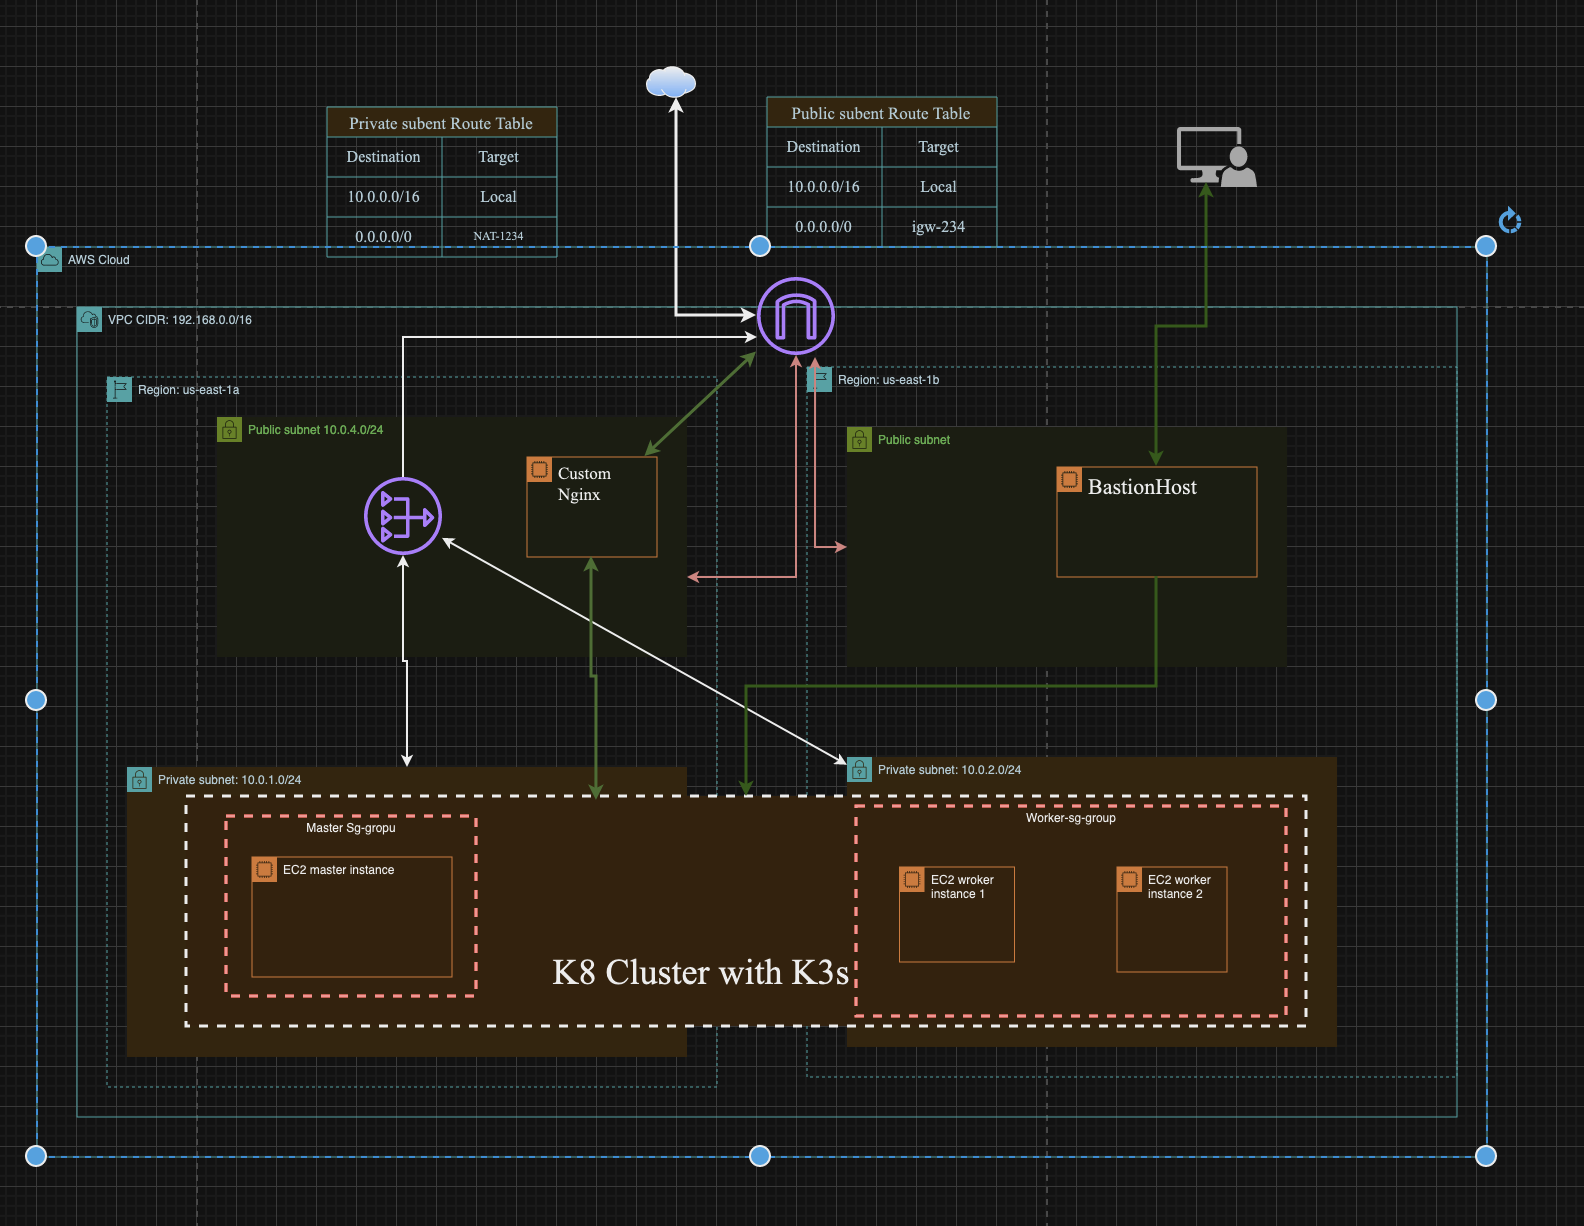 Private subent Route Table
Destination Target
10.0.0.0/16 Local
0.0.0.0/0 NAT-1234
Public subent Route Table
Destination Target
10.0.0.0/16 Local
0.0.0.0/0 igw-234
AWS Cloud
VPC CIDR: 192.168.0.0/16
Region: us-east-1a
Region: us-east-1b
Public subnet 10.0.4.0/24
Custom
Nginx
Public subnet
BastionHost
Private subnet: 10.0.1.0/24
Private subnet: 10.0.2.0/24
Master Sg-gropu
EC2 master instance
Worker-sg-group
EC2 wroker
instance 1
EC2 worker
instance 2
K8 Cluster with K3s